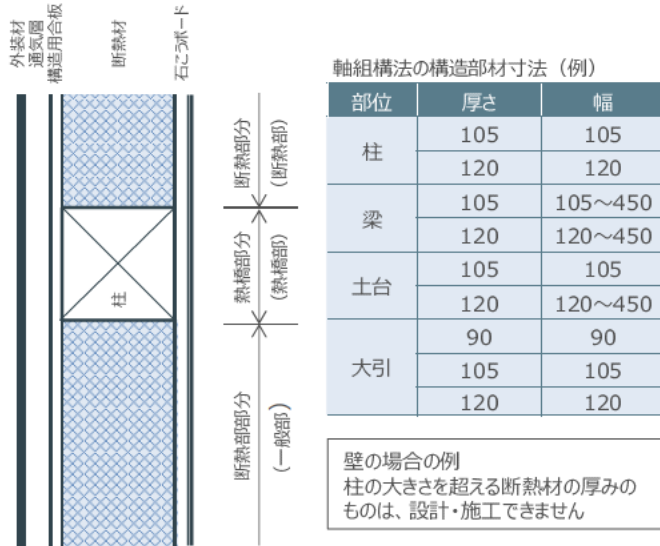 外装材
通気層
構造用合板
断熱材
石こうボード
断熱部分
(断熱部)
熱橋部分
(熱橋部)
柱
断熱部部分
(一般部)
軸組構法の構造部材寸法（例）
部位 厚さ 幅
柱 105 105
120 120
梁 105 105～450
120 120～450
土台 105 105
120 120～450
大引 90 90
105 105
120 120
壁の場合の例
柱の大きさを超える断熱材の厚みの
ものは、設計・施工できません